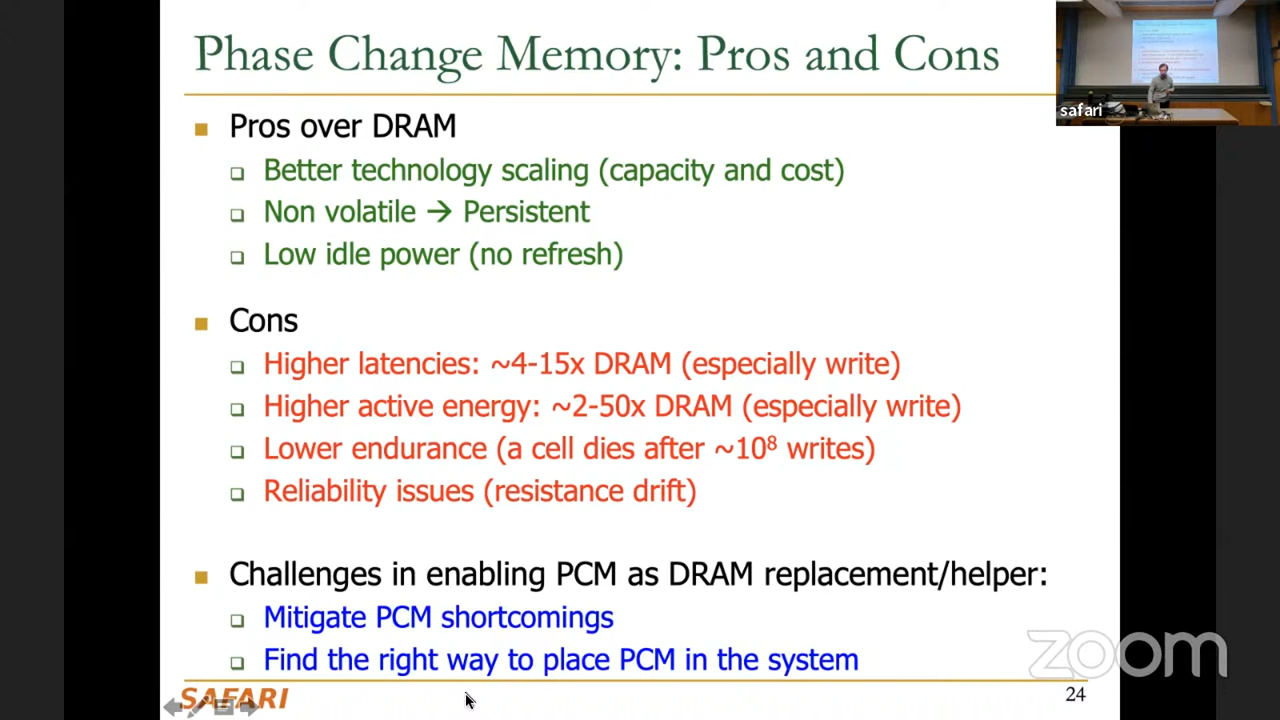 Phase Change Memory: Pros and Cons
safari
Pros over DRAM
Better technology scaling (capacity and cost)
Non volatile → Persistent
Low idle power (no refresh)
Cons
Higher latencies: ~4-15x DRAM (especially write)
Higher active energy: ~2-50x DRAM (especially write)
Lower endurance (a cell dies after ~10⁸ writes)
Reliability issues (resistance drift)
Challenges in enabling PCM as DRAM replacement/helper:
Mitigate PCM shortcomings
Find the right way to place PCM in the system
zoom
SAFARI
24